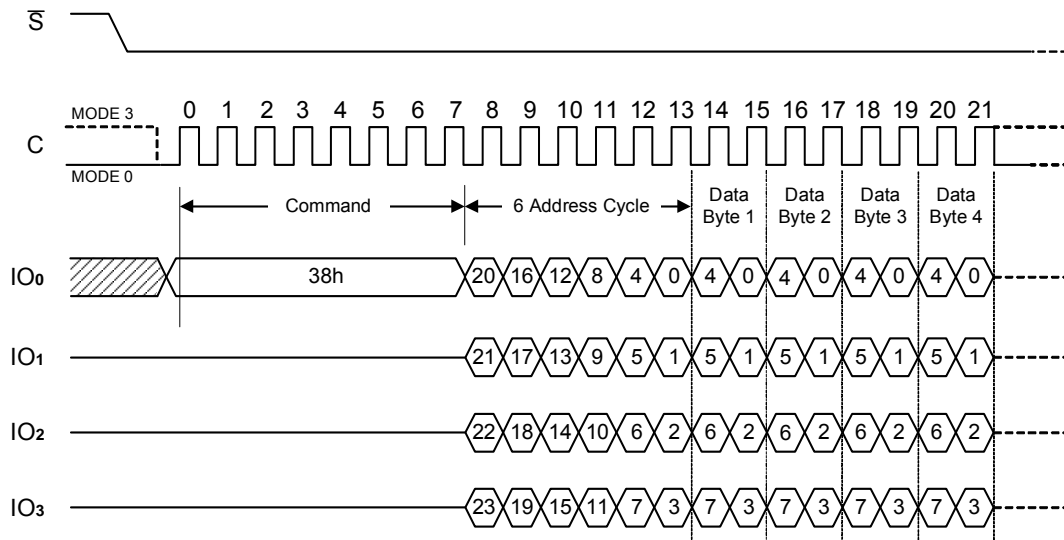 S̅
MODE 3
0 1 2 3 4 5 6 7 8 9 10 11 12 13 14 15 16 17 18 19 20 21
C
MODE 0
Command
6 Address Cycle
Data Byte 1
Data Byte 2
Data Byte 3
Data Byte 4
IO0 38h 20 16 12 8 4 0 4 0 4 0 4 0 4 0
IO1 21 17 13 9 5 1 5 1 5 1 5 1 5 1
IO2 22 18 14 10 6 2 6 2 6 2 6 2 6 2
IO3 23 19 15 11 7 3 7 3 7 3 7 3 7 3